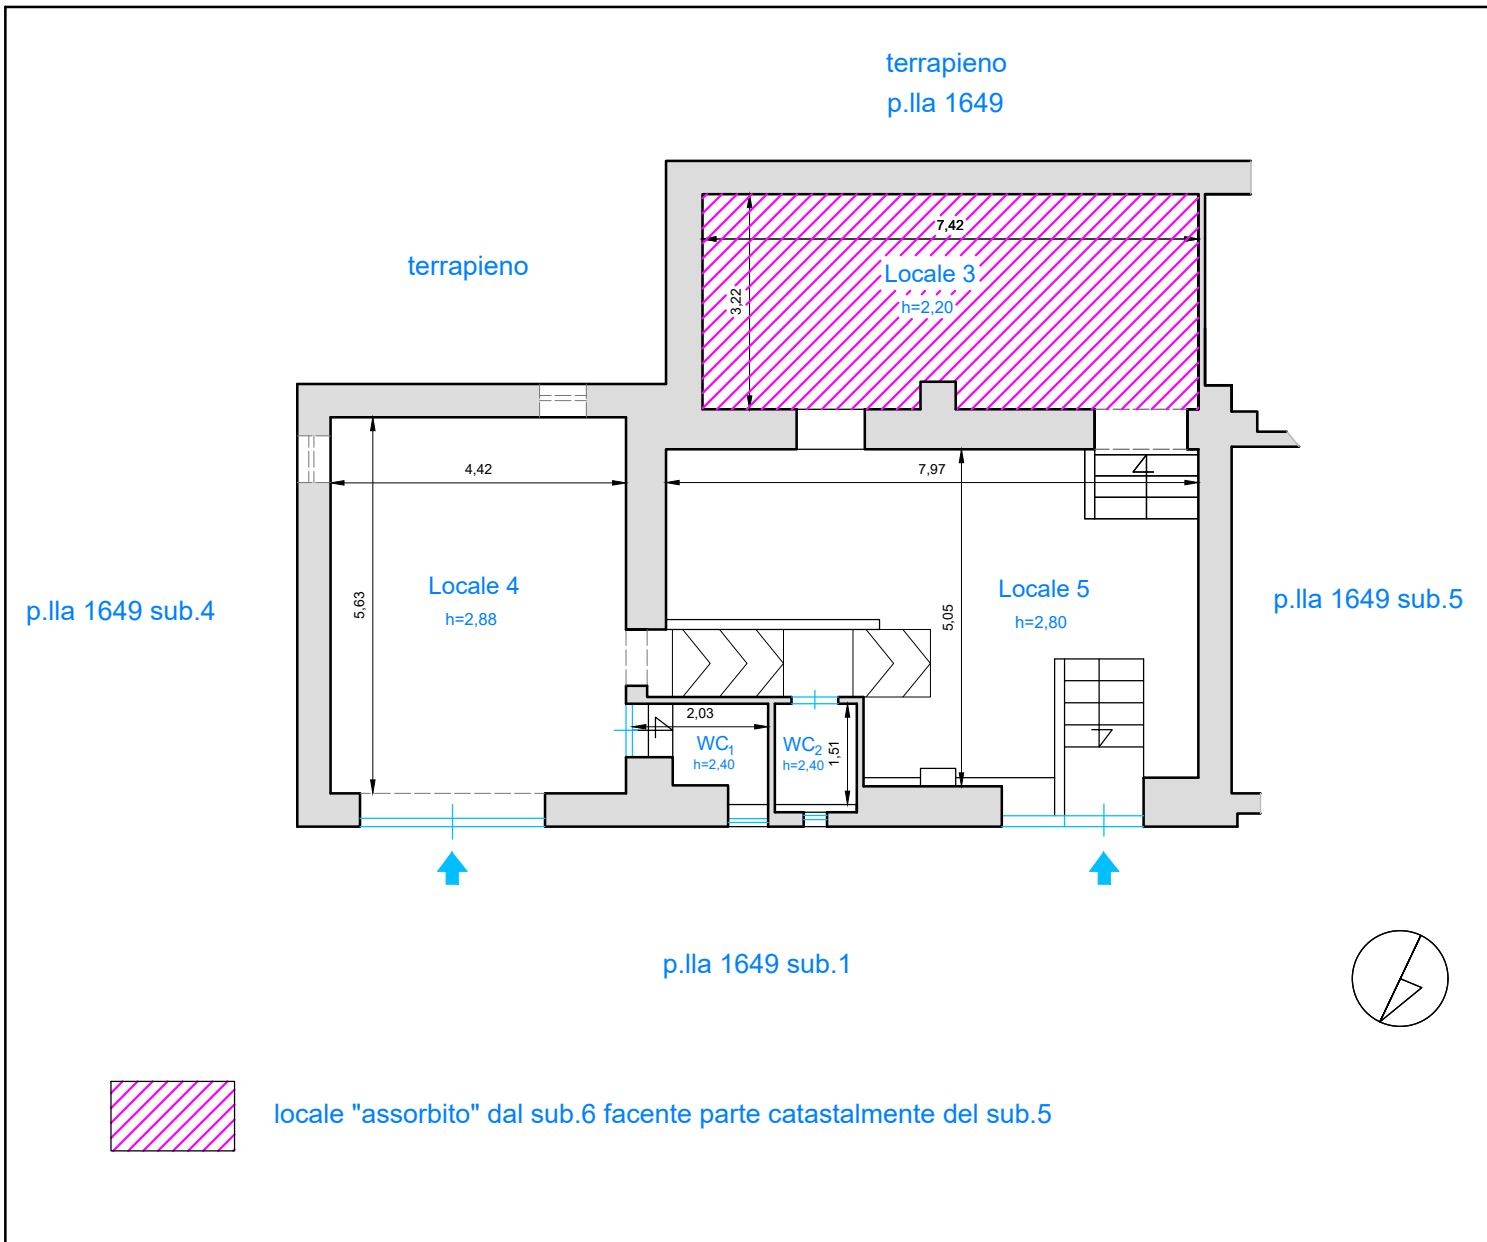 terrapieno
p.lla 1649
terrapieno
7,42
Locale 3
h=2,20
3,22
4,42
7,97
5,63
Locale 4
h=2,88
5,05
Locale 5
h=2,80
p.lla 1649 sub.4
p.lla 1649 sub.5
2,03
WC1
h=2,40
WC2
h=2,40
1,51
p.lla 1649 sub.1
locale "assorbito" dal sub.6 facente parte catastalmente del sub.5